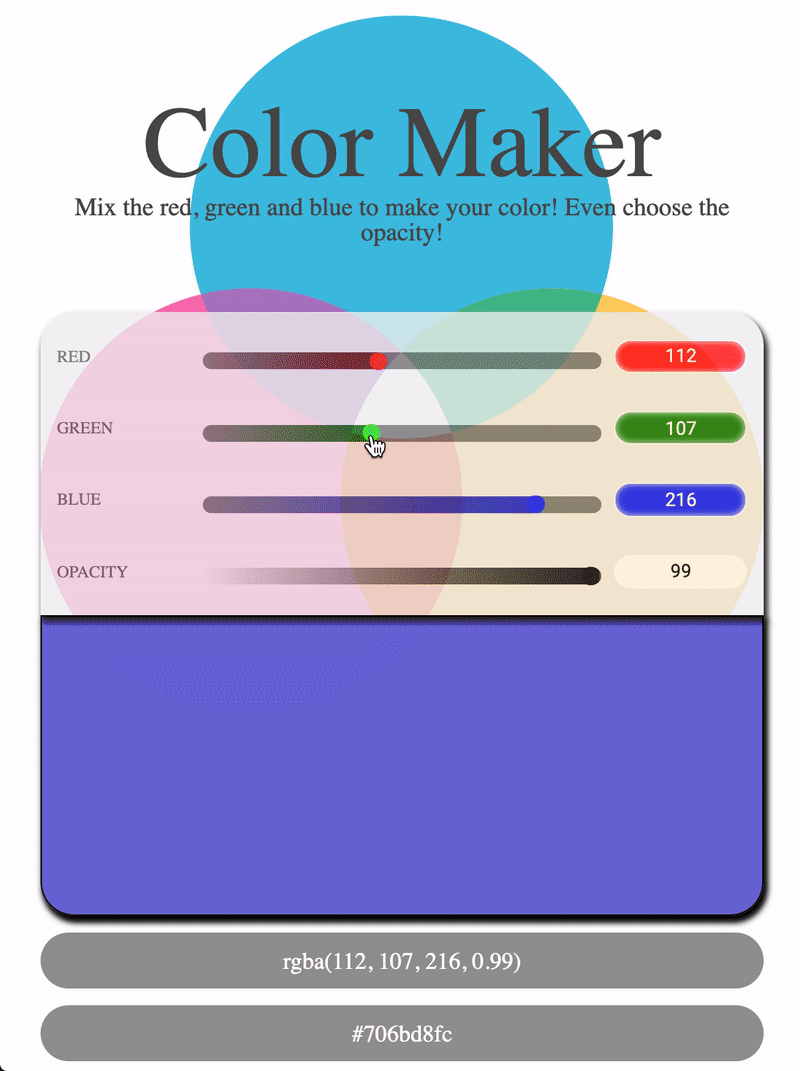 Color Maker
Mix the red, green and blue to make your color! Even choose the
opacity!
RED 112
GREEN 107
BLUE 216
OPACITY 99
rgba(112, 107, 216, 0.99)
#706bd8fc